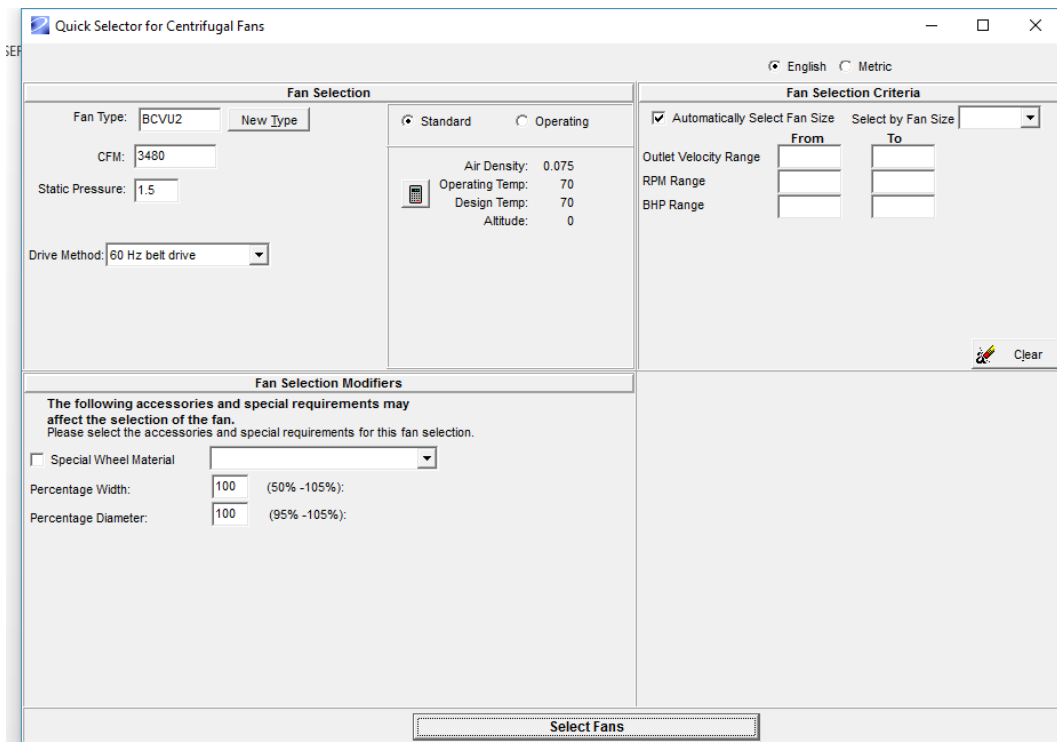 Quick Selector for Centrifugal Fans
English Metric
Fan Selection
Fan Type: BCVU2 New Type
CFM: 3480
Static Pressure: 1.5
Drive Method: 60 Hz belt drive
Standard Operating
Air Density: 0.075
Operating Temp: 70
Design Temp: 70
Altitude: 0
Fan Selection Criteria
Automatically Select Fan Size Select by Fan Size
From To
Outlet Velocity Range
RPM Range
BHP Range
Clear
Fan Selection Modifiers
The following accessories and special requirements may
affect the selection of the fan.
Please select the accessories and special requirements for this fan selection.
Special Wheel Material
Percentage Width: 100 (50% -105%):
Percentage Diameter: 100 (95% -105%):
Select Fans